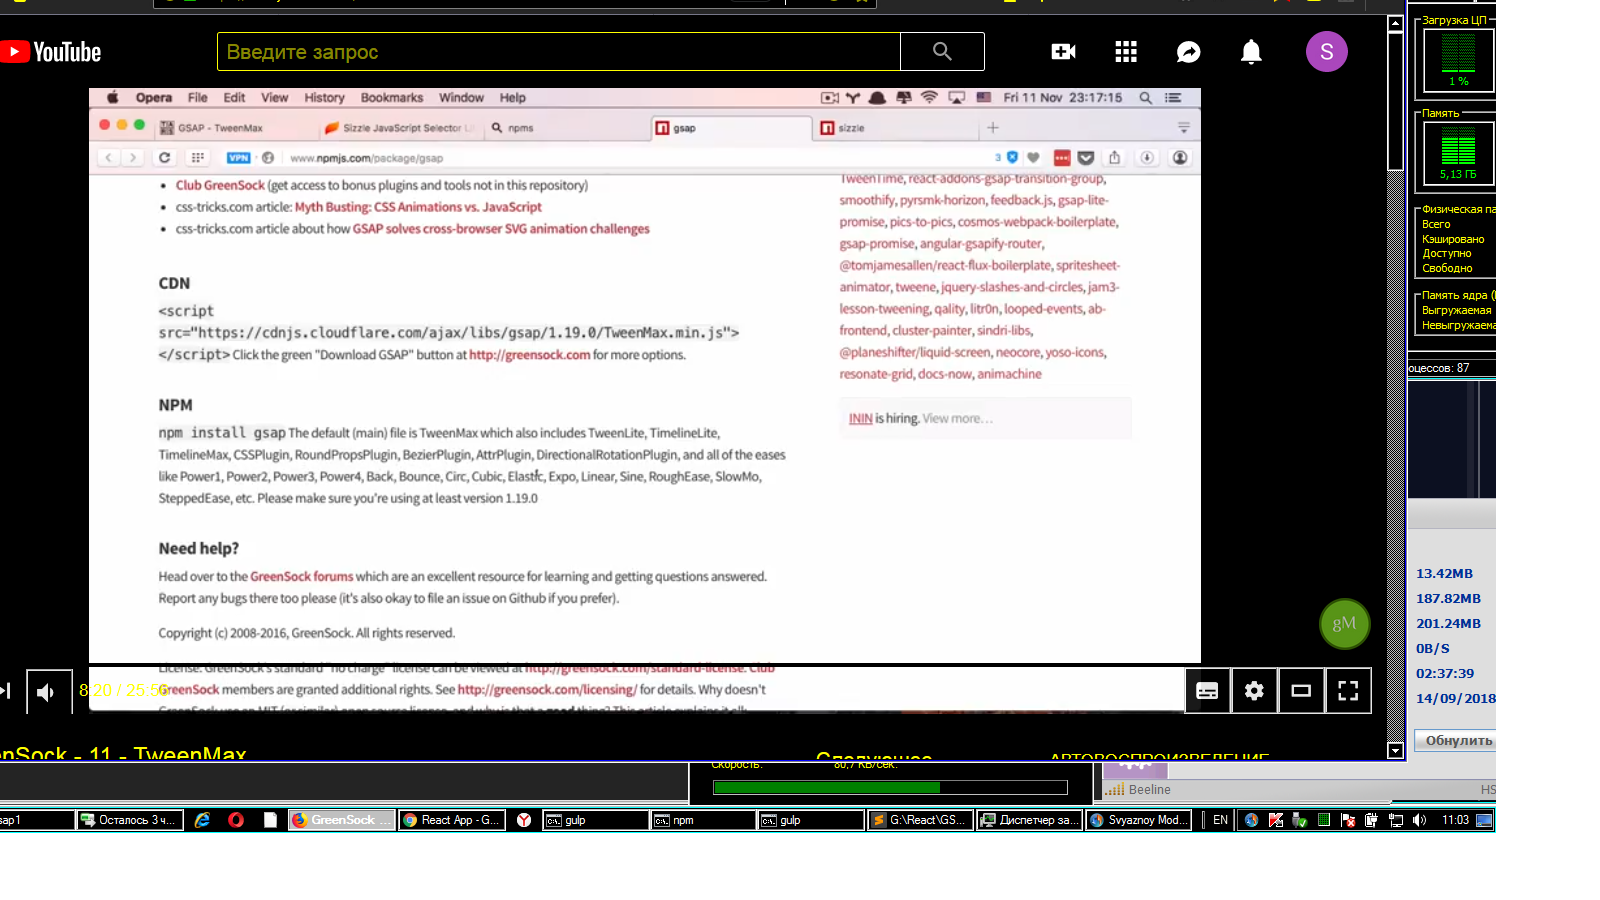 YouTube
Введите запрос
S
Opera File Edit View History Bookmarks Window Help
Fri 11 Nov 23:17:15
GSAP - TweenMax
Sizzle JavaScript Selector Li
npms
gsap
sizzle
VPN
www.npmjs.com/package/gsap
3
• Club GreenSock (get access to bonus plugins and tools not in this repository)
• css-tricks.com article: Myth Busting: CSS Animations vs. JavaScript
• css-tricks.com article about how GSAP solves cross-browser SVG animation challenges
CDN
<script
src="https://cdnjs.cloudflare.com/ajax/libs/gsap/1.19.0/TweenMax.min.js">
</script> Click the green "Download GSAP" button at http://greensock.com for more options.
NPM
npm install gsap The default (main) file is TweenMax which also includes TweenLite, TimelineLite,
TimelineMax, CSSPlugin, RoundPropsPlugin, BezierPlugin, AttrPlugin, DirectionalRotationPlugin, and all of the eases
like Power1, Power2, Power3, Power4, Back, Bounce, Circ, Cubic, Elastic, Expo, Linear, Sine, RoughEase, SlowMo,
SteppedEase, etc. Please make sure you're using at least version 1.19.0
Need help?
Head over to the GreenSock forums which are an excellent resource for learning and getting questions answered.
Report any bugs there too please (it's also okay to file an issue on Github if you prefer).
Copyright (c) 2008-2016, GreenSock. All rights reserved.
License: GreenSock's standard "no charge" license can be viewed at http://greensock.com/standard-license. Club
GreenSock members are granted additional rights. See http://greensock.com/licensing/ for details. Why doesn't
TweenTime, react-addons-gsap-transition-group,
smoothify, pyrsmk-horizon, feedback.js, gsap-lite-
promise, pics-to-pics, cosmos-webpack-boilerplate,
gsap-promise, angular-gsapify-router,
@tomjamesallen/react-flux-boilerplate, spritesheet-
animator, tweene, jquery-slashes-and-circles, jam3-
lesson-tweening, qality, litr0n, looped-events, ab-
frontend, cluster-painter, sindri-libs,
@planeshifter/liquid-screen, neocore, yoso-icons,
resonate-grid, docs-now, animachine
ININ is hiring. View more…
gM
8:20 / 25:56
enSock - 11 - TweenMax
Следующее
АВТОВОСПРОИЗВЕДЕНИЕ
Загрузка ЦП
1 %
Память
5,13 ГБ
Физическая па
Всего
Кэшировано
Доступно
Свободно
Память ядра (
Выгружаемая
Невыгружаема
оцессов: 87
13.42MB
187.82MB
201.24MB
0B/S
02:37:39
14/09/2018
Обнулить
Скорость:
80,7 КБ/сек.
Beeline
HS
sap1
Осталось 3 ч...
GreenSock
React App - G...
gulp
npm
gulp
G:\React\GS...
Диспетчер за...
Svyaznoy Mod...
EN
11:03